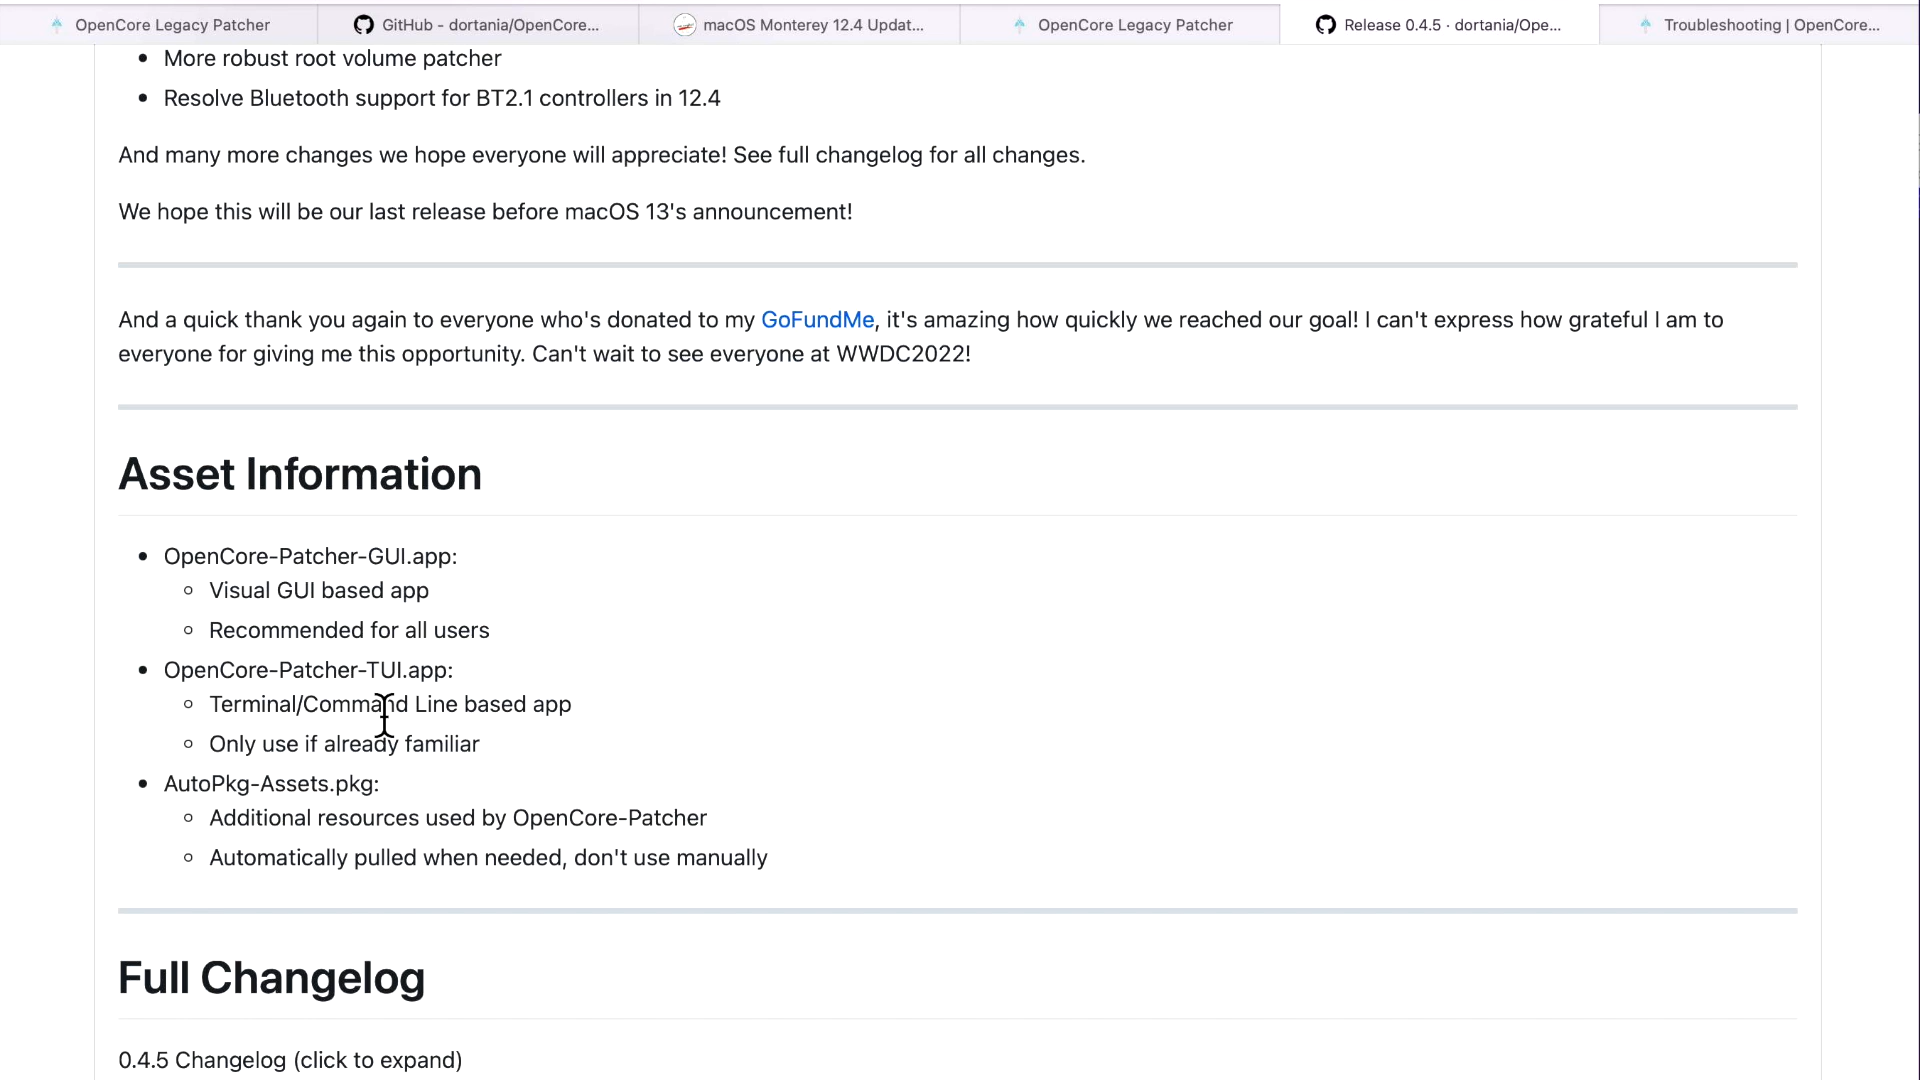 OpenCore Legacy Patcher
GitHub - dortania/OpenCore...
macOS Monterey 12.4 Updat...
OpenCore Legacy Patcher
Release 0.4.5 · dortania/Ope...
Troubleshooting | OpenCore...
• More robust root volume patcher
• Resolve Bluetooth support for BT2.1 controllers in 12.4
And many more changes we hope everyone will appreciate! See full changelog for all changes.
We hope this will be our last release before macOS 13's announcement!
And a quick thank you again to everyone who's donated to my GoFundMe, it's amazing how quickly we reached our goal! I can't express how grateful I am to
everyone for giving me this opportunity. Can't wait to see everyone at WWDC2022!
Asset Information
• OpenCore-Patcher-GUI.app:
◦ Visual GUI based app
◦ Recommended for all users
• OpenCore-Patcher-TUI.app:
◦ Terminal/Command Line based app
◦ Only use if already familiar
• AutoPkg-Assets.pkg:
◦ Additional resources used by OpenCore-Patcher
◦ Automatically pulled when needed, don't use manually
Full Changelog
0.4.5 Changelog (click to expand)